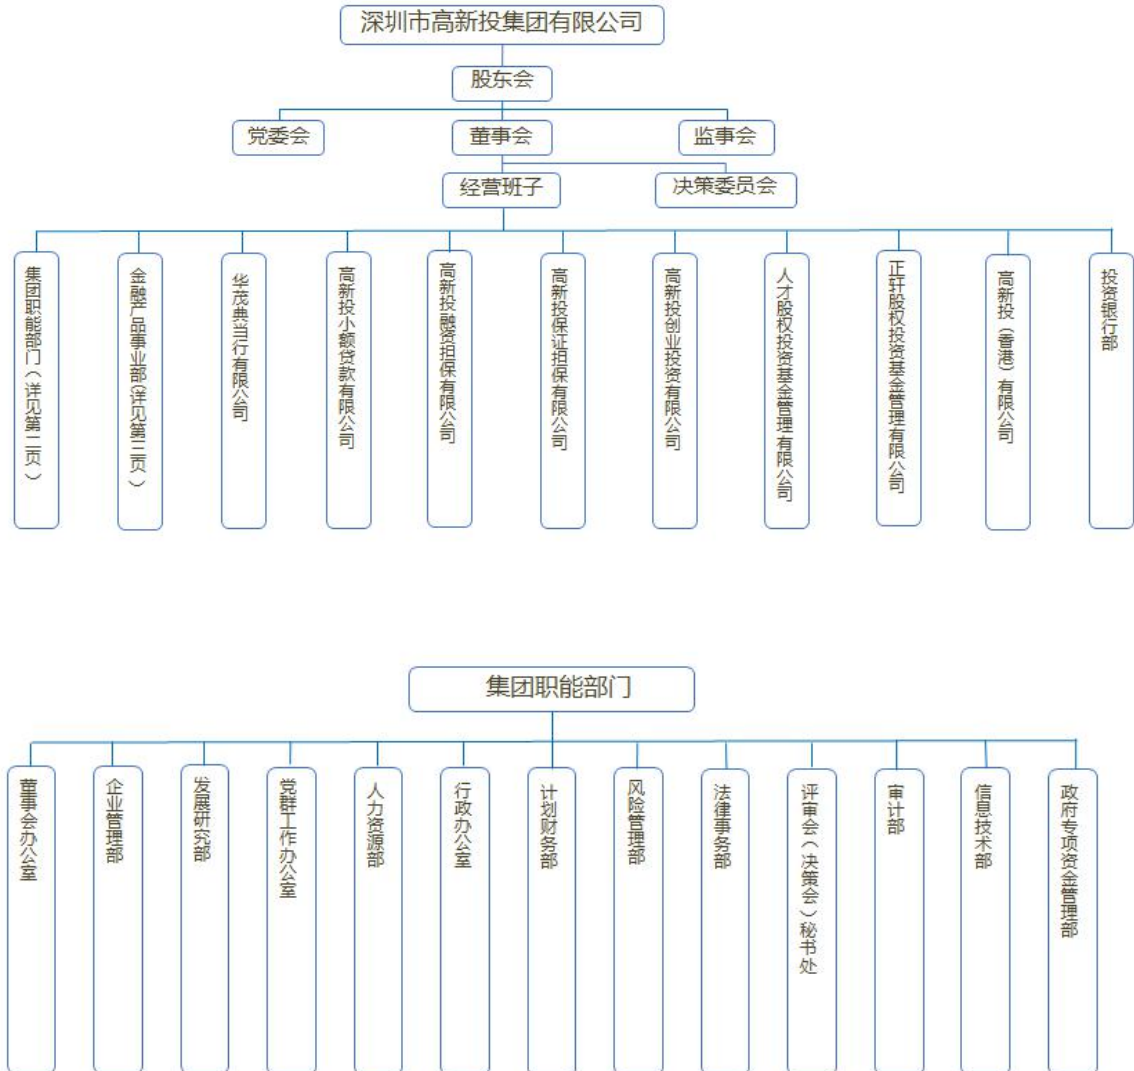 深圳市高新投集团有限公司
股东会
党委会
董事会
监事会
经营班子
决策委员会
集团职能部门（详见第二页）
金融产品事业部（详见第三页）
华茂典当行有限公司
高新投小额贷款有限公司
高新投融资担保有限公司
高新投保证担保有限公司
高新投创业投资有限公司
人才股权投资基金管理有限公司
正轩股权投资基金管理有限公司
高新投（香港）有限公司
投资银行部
集团职能部门
董事会办公室
企业管理部
发展研究部
党群工作办公室
人力资源部
行政办公室
计划财务部
风险管理部
法律事务部
评审会（决策会）秘书处
审计部
信息技术部
政府专项资金管理部